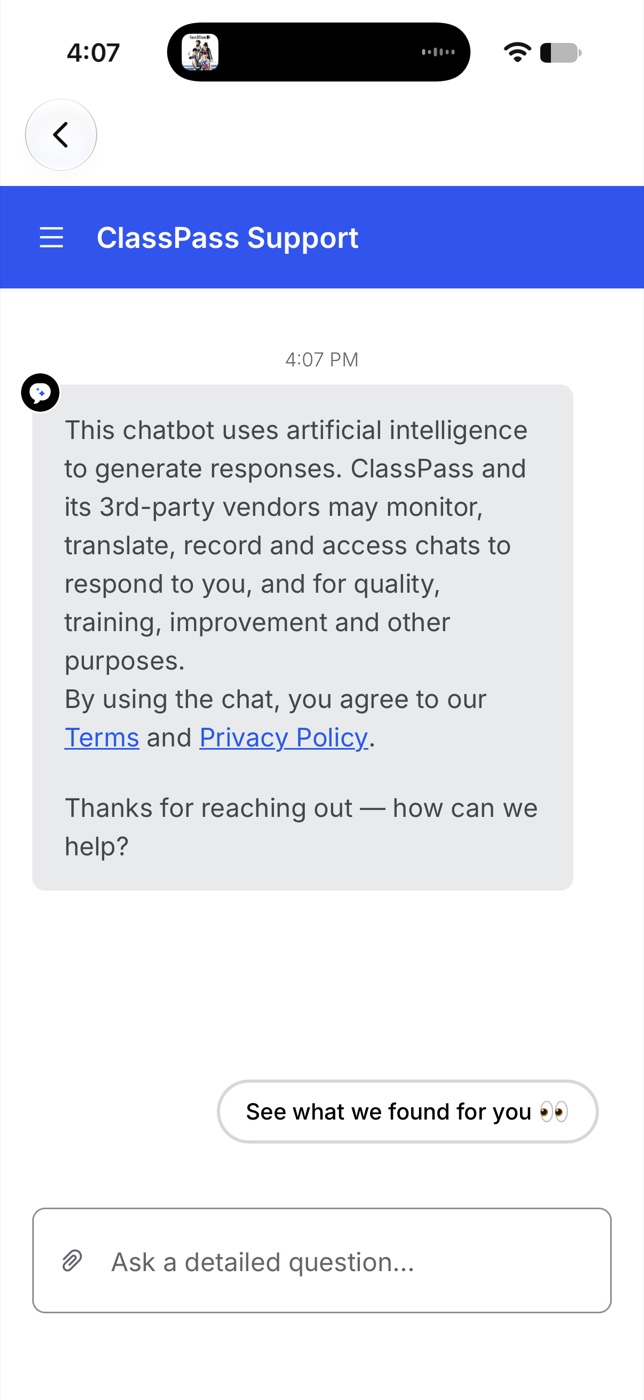 4:07
ClassPass Support
4:07 PM
This chatbot uses artificial intelligence
to generate responses. ClassPass and
its 3rd-party vendors may monitor,
translate, record and access chats to
respond to you, and for quality,
training, improvement and other
purposes.
By using the chat, you agree to our
Terms and Privacy Policy.
Thanks for reaching out — how can we
help?
See what we found for you 👀
Ask a detailed question...